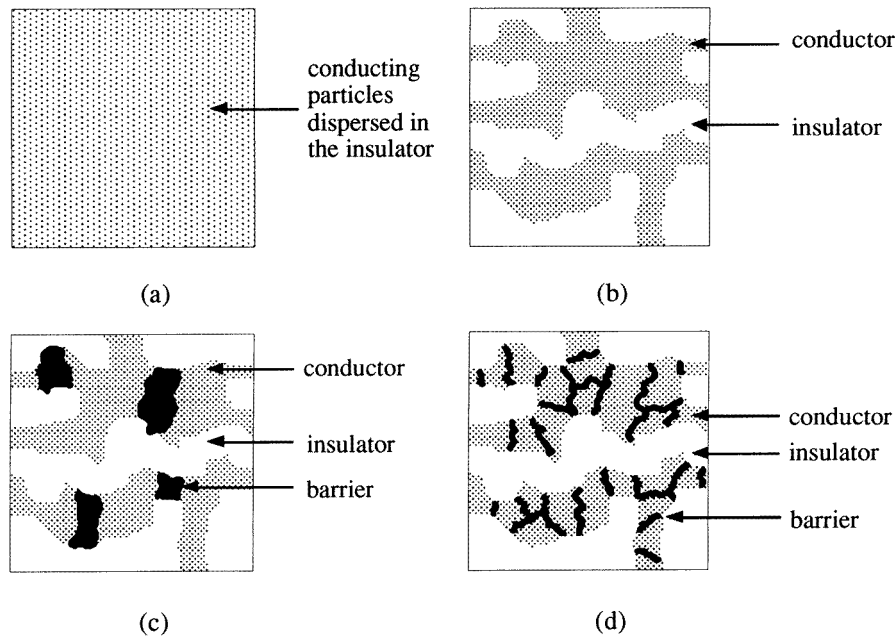 conducting
particles
dispersed in
the insulator
(a)
conductor
insulator
(b)
conductor
insulator
barrier
(c)
conductor
insulator
barrier
(d)